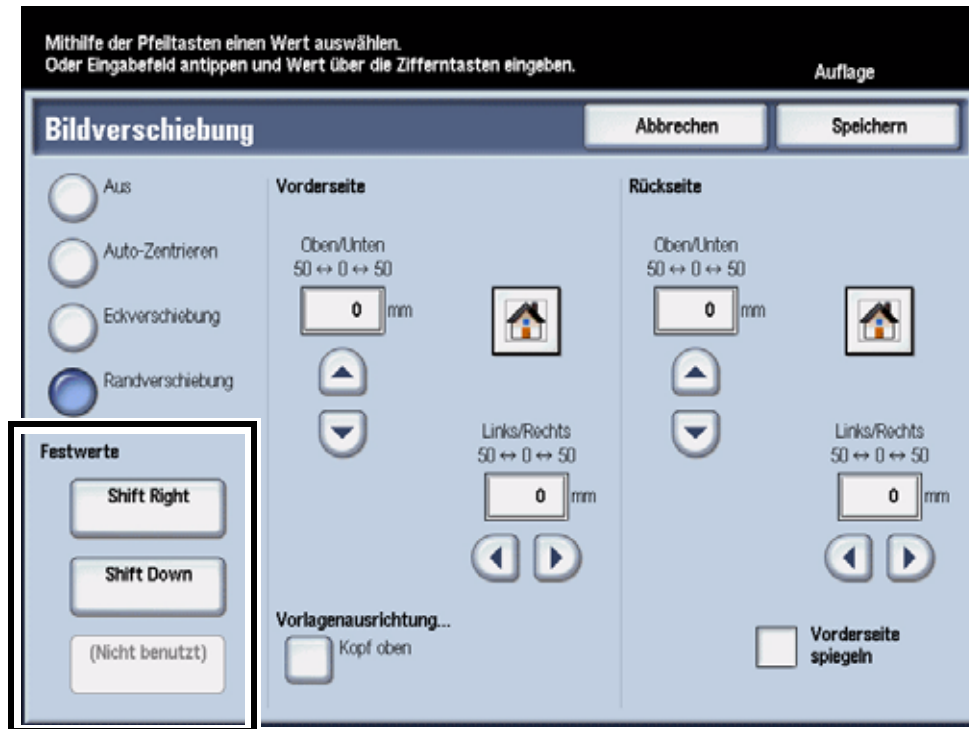 Mithilfe der Pfeiltasten einen Wert auswählen.
Oder Eingabefeld antippen und Wert über die Zifferntasten eingeben.
Auflage
Bildverschiebung
Abbrechen
Speichern
Aus
Auto-Zentrieren
Eckverschiebung
Randverschiebung
Festwerte
Shift Right
Shift Down
(Nicht benutzt)
Vorderseite
Oben/Unten
50 ↔ 0 ↔ 50
0 mm
Links/Rechts
50 ↔ 0 ↔ 50
0 mm
Vorlagenausrichtung...
Kopf oben
Rückseite
Oben/Unten
50 ↔ 0 ↔ 50
0 mm
Links/Rechts
50 ↔ 0 ↔ 50
0 mm
Vorderseite
spiegeln